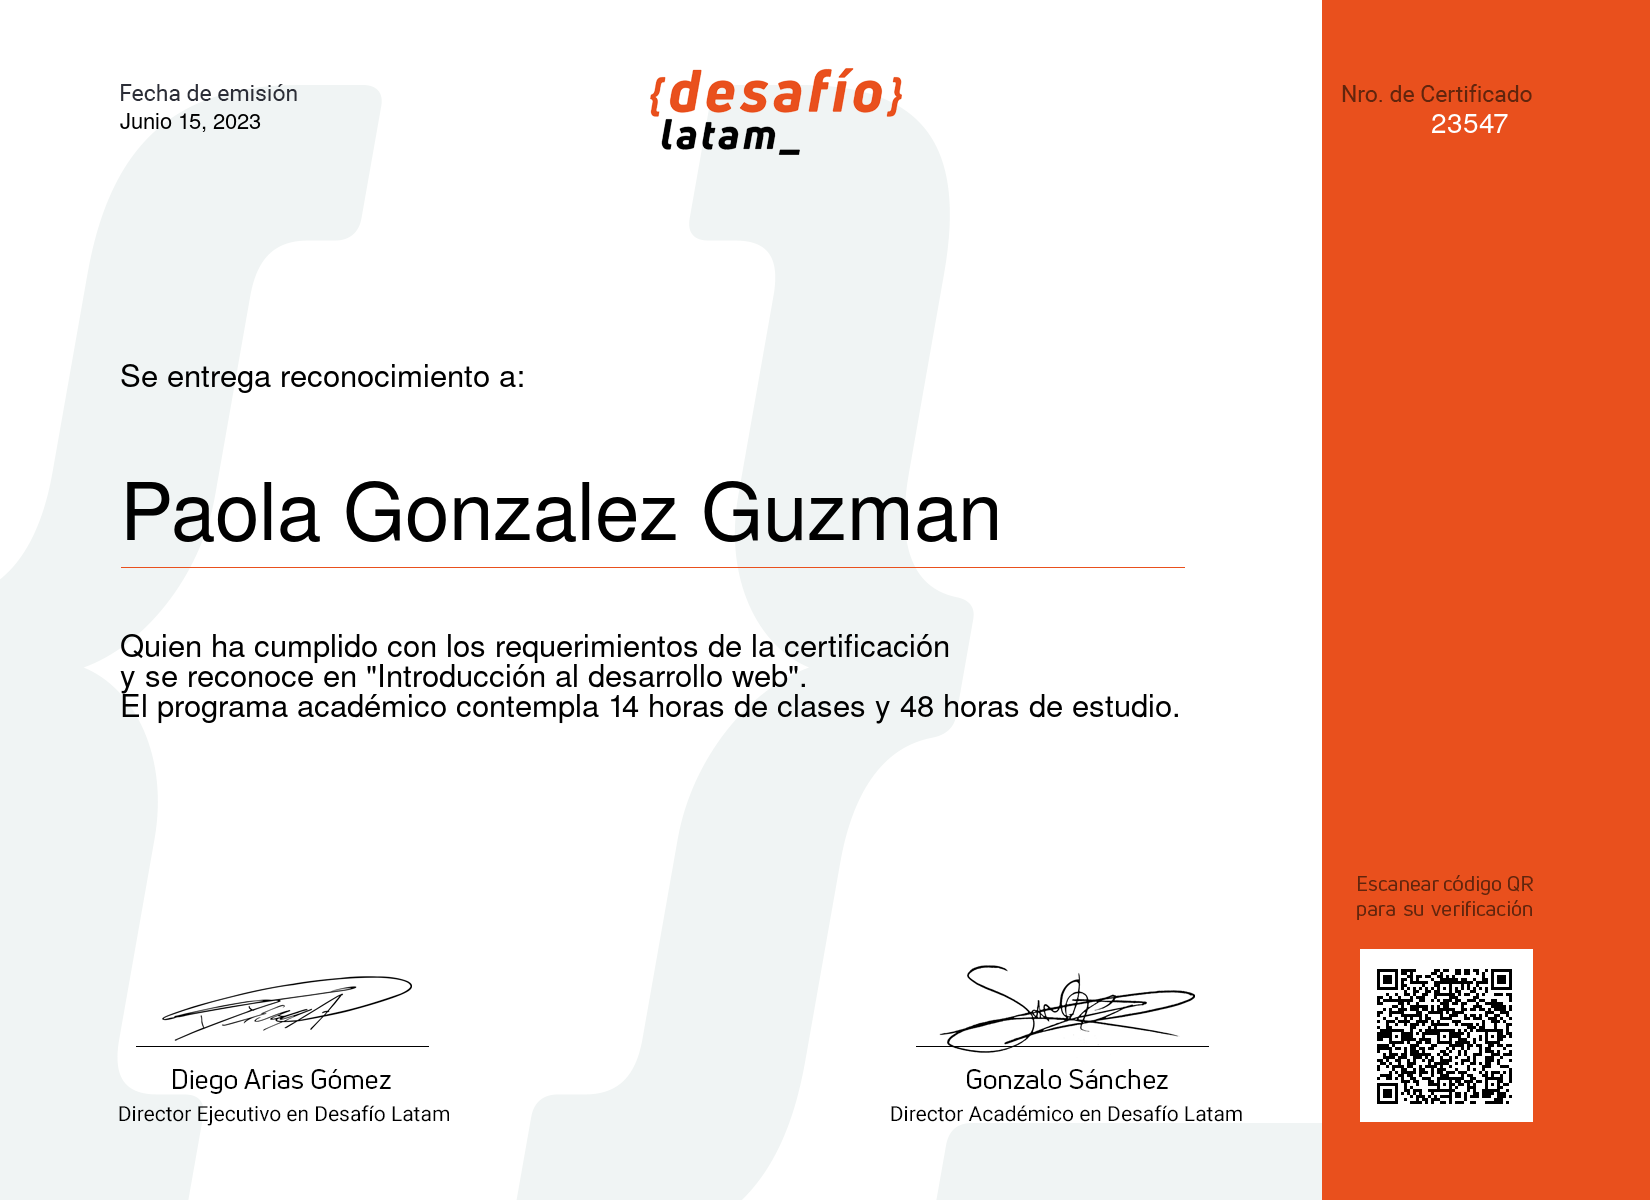 Fecha de emisión
Junio 15, 2023
{desafío}
latam_
Nro. de Certificado
23547
Se entrega reconocimiento a:
Paola Gonzalez Guzman
Quien ha cumplido con los requerimientos de la certificación
y se reconoce en "Introducción al desarrollo web".
El programa académico contempla 14 horas de clases y 48 horas de estudio.
Escanear código QR
para su verificación
Diego Arias Gómez
Director Ejecutivo en Desafío Latam
Gonzalo Sánchez
Director Académico en Desafío Latam